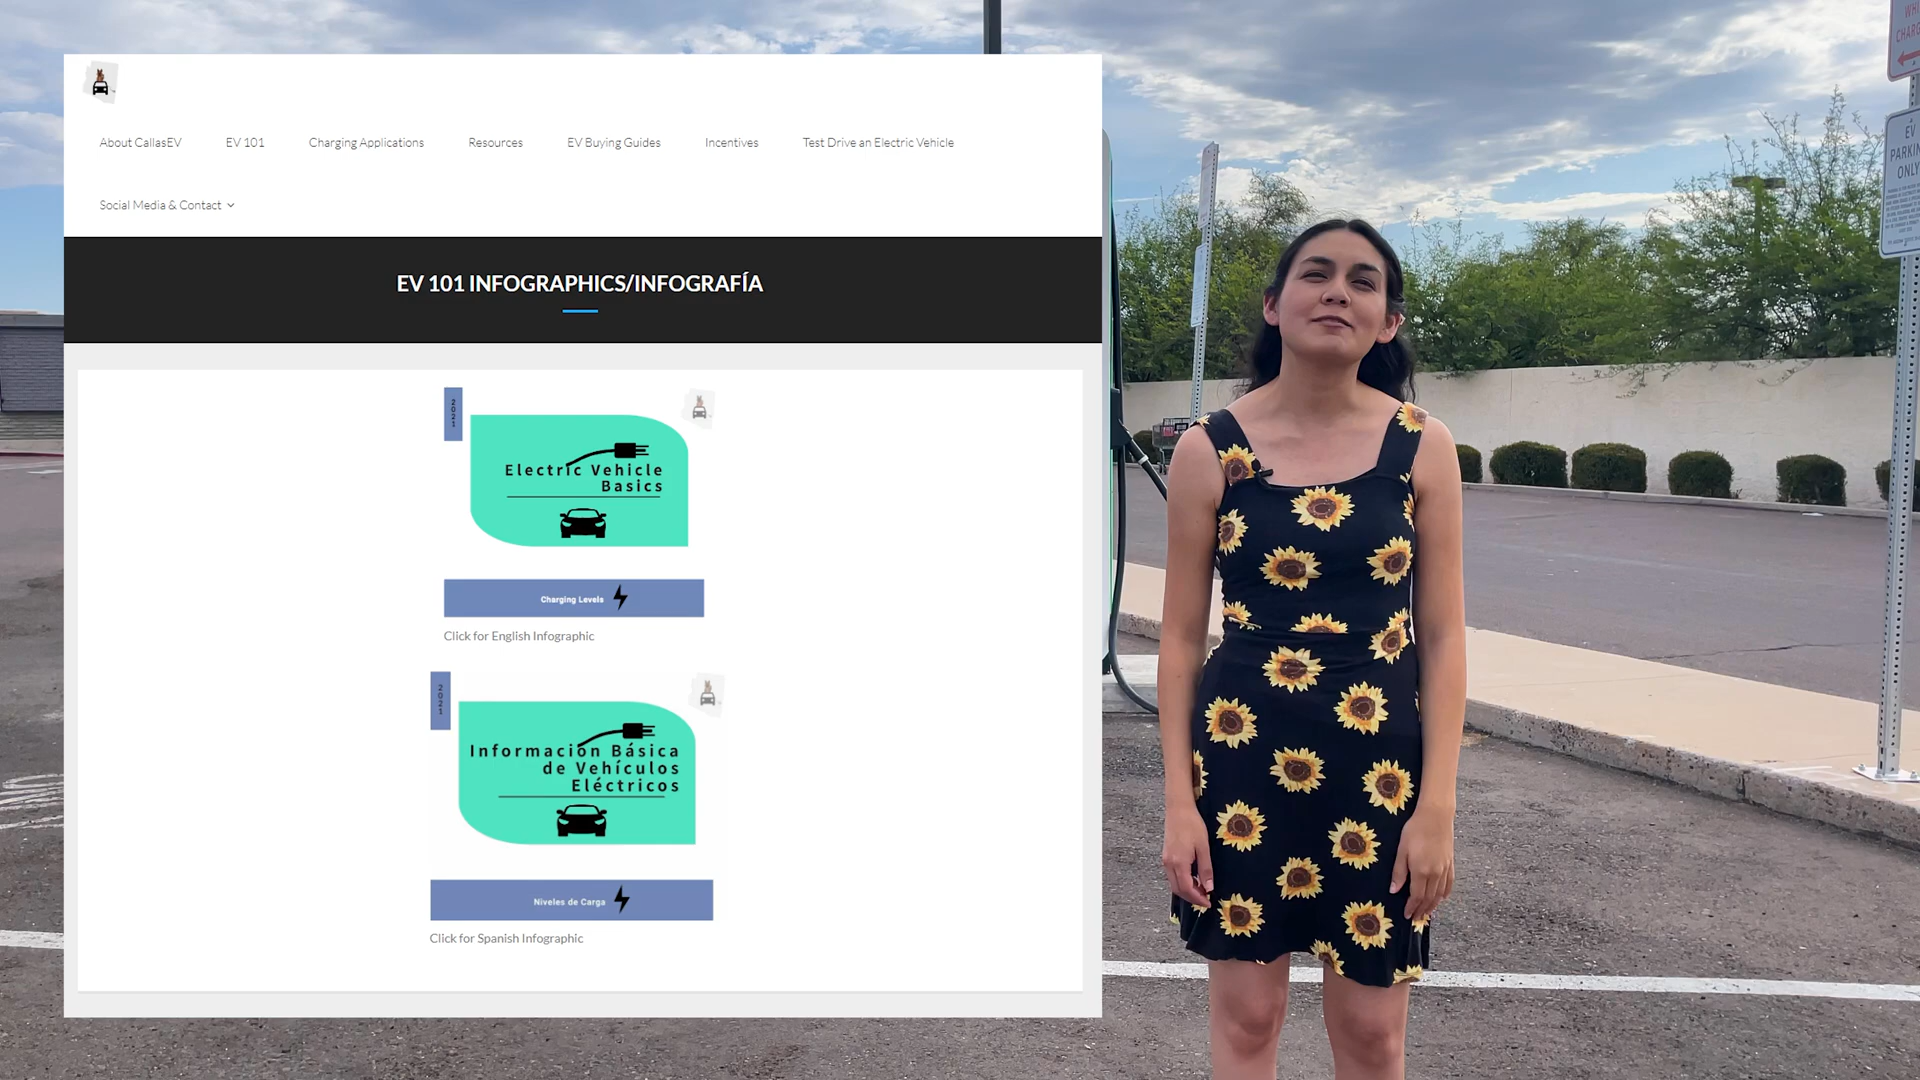 About CallasEV
EV 101
Charging Applications
Resources
EV Buying Guides
Incentives
Test Drive an Electric Vehicle
Social Media & Contact
EV 101 INFOGRAPHICS/INFOGRAFÍA
2021
Electric Vehicle
Basics
Charging Levels
Click for English Infographic
2021
Información Básica
de Vehículos
Eléctricos
Niveles de Carga
Click for Spanish Infographic
EV
PARKING
ONLY